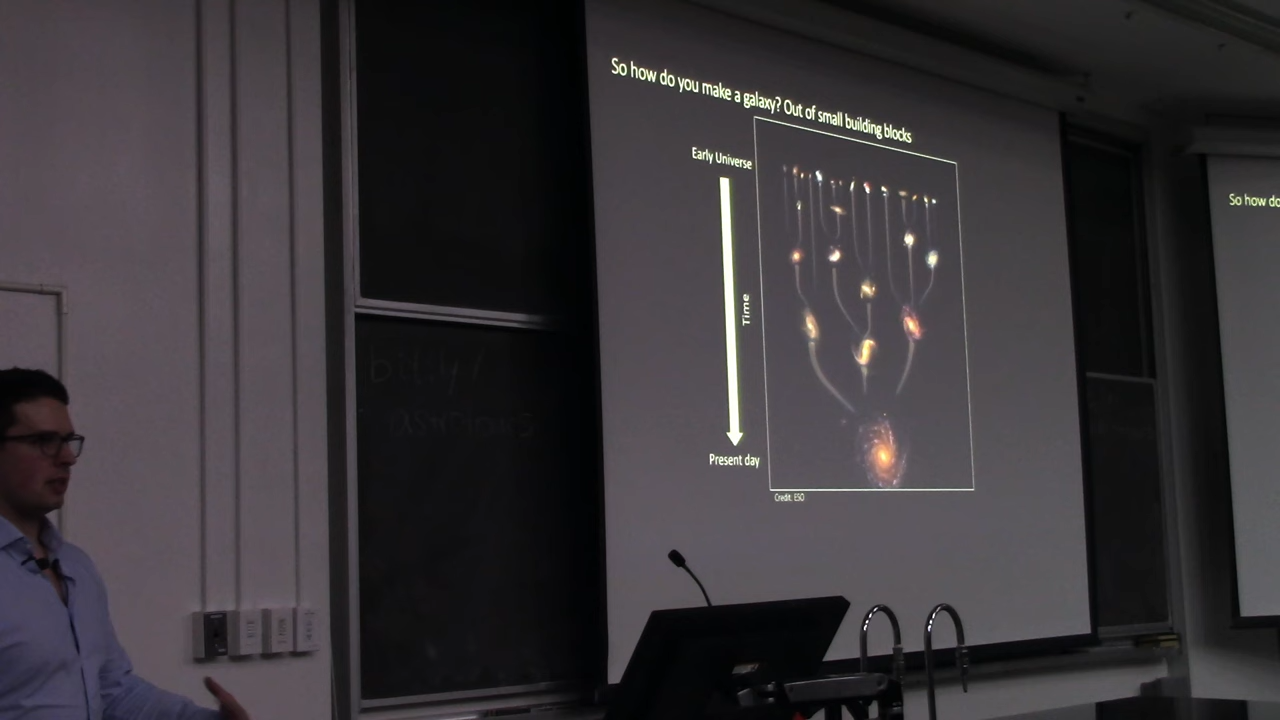 So how do you make a galaxy? Out of small building blocks
Early Universe
Time
Present day
Credit: ESO
So how do